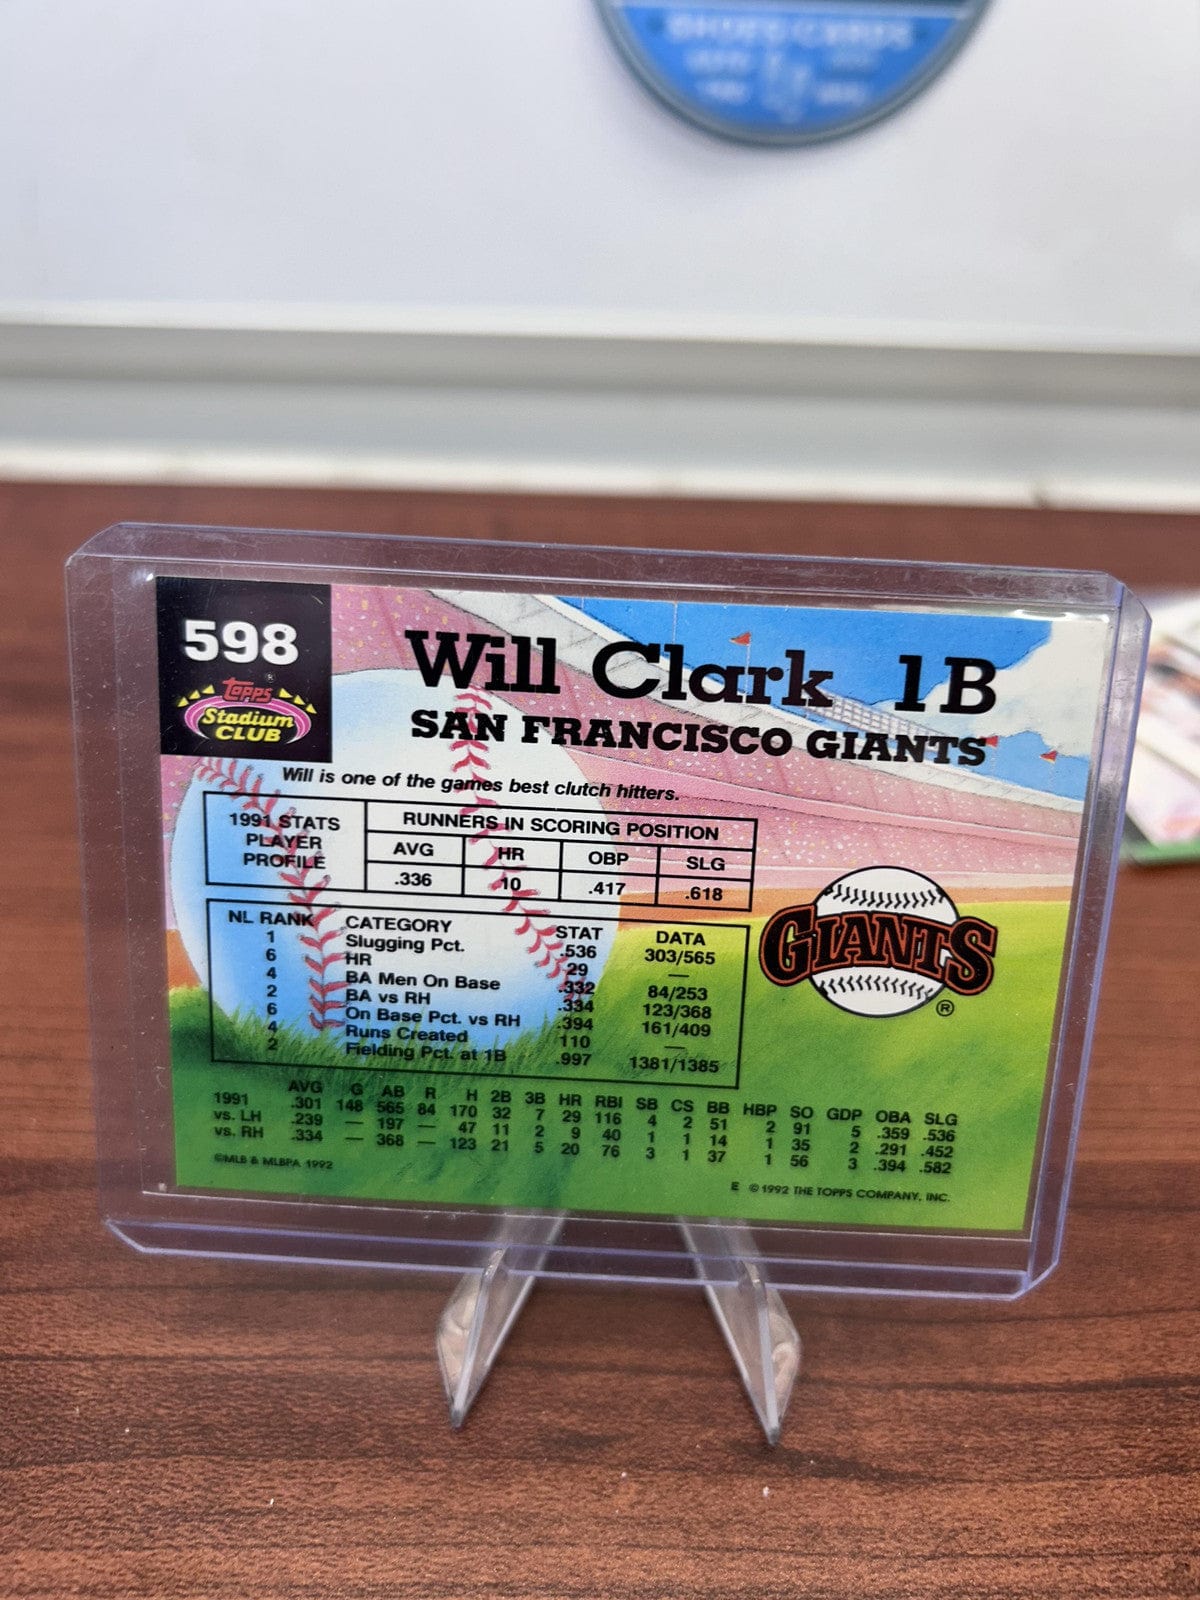 SHOES CARDS
598
Topps ®
Stadium
CLUB
Will Clark 1B
SAN FRANCISCO GIANTS
Will is one of the games best clutch hitters.
1991 STATS
PLAYER
PROFILE
RUNNERS IN SCORING POSITION
AVG HR OBP SLG
.336 10 .417 .618
NL RANK CATEGORY STAT DATA
1 Slugging Pct. .536 303/565
6 HR 29 —
4 BA Men On Base .332 84/253
2 BA vs RH .334 123/368
6 On Base Pct. vs RH .394 161/409
4 Runs Created 110 —
2 Fielding Pct. at 1B .997 1381/1385
GIANTS ®
AVG G AB R H 2B 3B HR RBI SB CS BB HBP SO GDP OBA SLG
1991 .301 148 565 84 170 32 7 29 116 4 2 51 2 91 5 .359 .536
vs. LH .239 — 197 — 47 11 2 9 40 1 1 14 1 35 2 .291 .452
vs. RH .334 — 368 — 123 21 5 20 76 3 1 37 1 56 3 .394 .582
©MLB & MLBPA 1992
E © 1992 THE TOPPS COMPANY, INC.